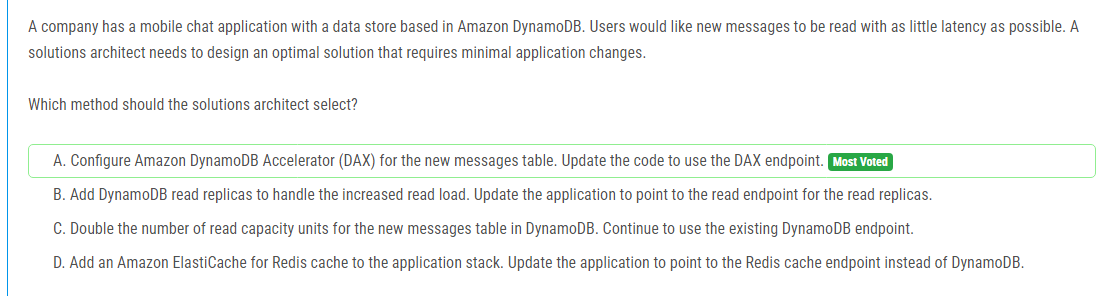 A company has a mobile chat application with a data store based in Amazon DynamoDB. Users would like new messages to be read with as little latency as possible. A
solutions architect needs to design an optimal solution that requires minimal application changes.
Which method should the solutions architect select?
A. Configure Amazon DynamoDB Accelerator (DAX) for the new messages table. Update the code to use the DAX endpoint. Most Voted
B. Add DynamoDB read replicas to handle the increased read load. Update the application to point to the read endpoint for the read replicas.
C. Double the number of read capacity units for the new messages table in DynamoDB. Continue to use the existing DynamoDB endpoint.
D. Add an Amazon ElastiCache for Redis cache to the application stack. Update the application to point to the Redis cache endpoint instead of DynamoDB.